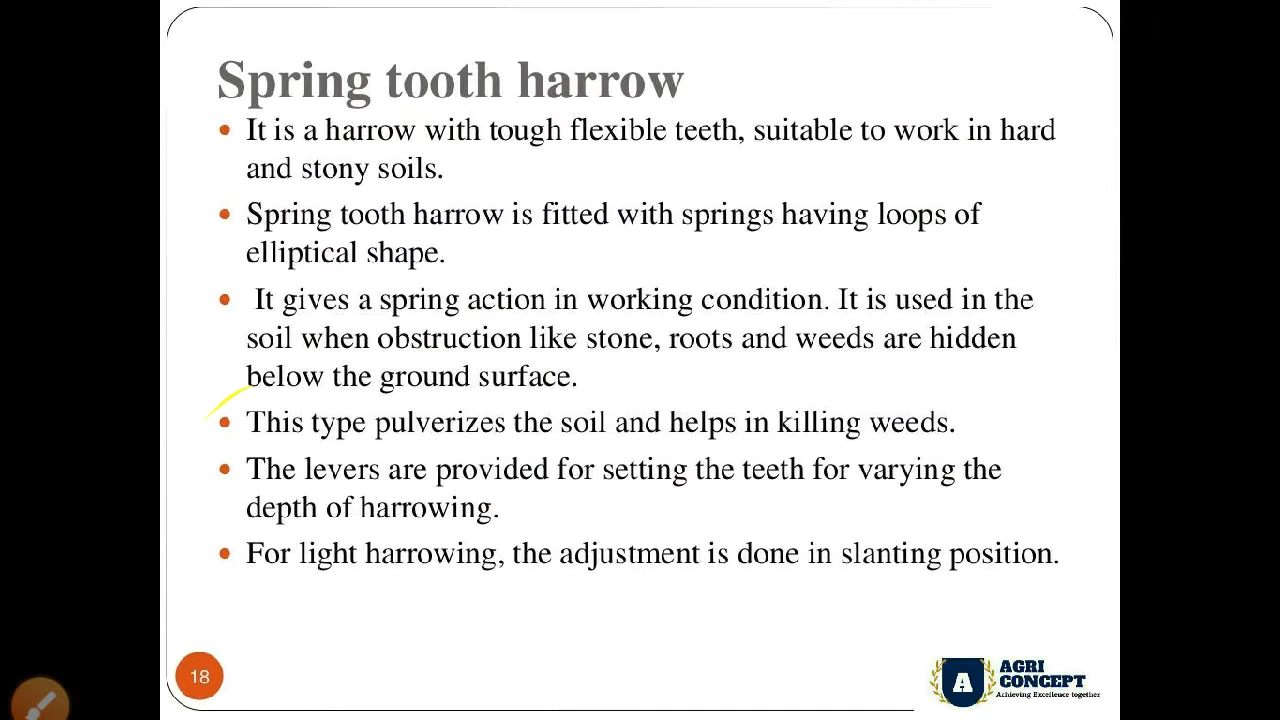 Spring tooth harrow
• It is a harrow with tough flexible teeth, suitable to work in hard
and stony soils.
• Spring tooth harrow is fitted with springs having loops of
elliptical shape.
• It gives a spring action in working condition. It is used in the
soil when obstruction like stone, roots and weeds are hidden
below the ground surface.
• This type pulverizes the soil and helps in killing weeds.
• The levers are provided for setting the teeth for varying the
depth of harrowing.
• For light harrowing, the adjustment is done in slanting position.
18
A
AGRI
CONCEPT
Achieving Excellence together